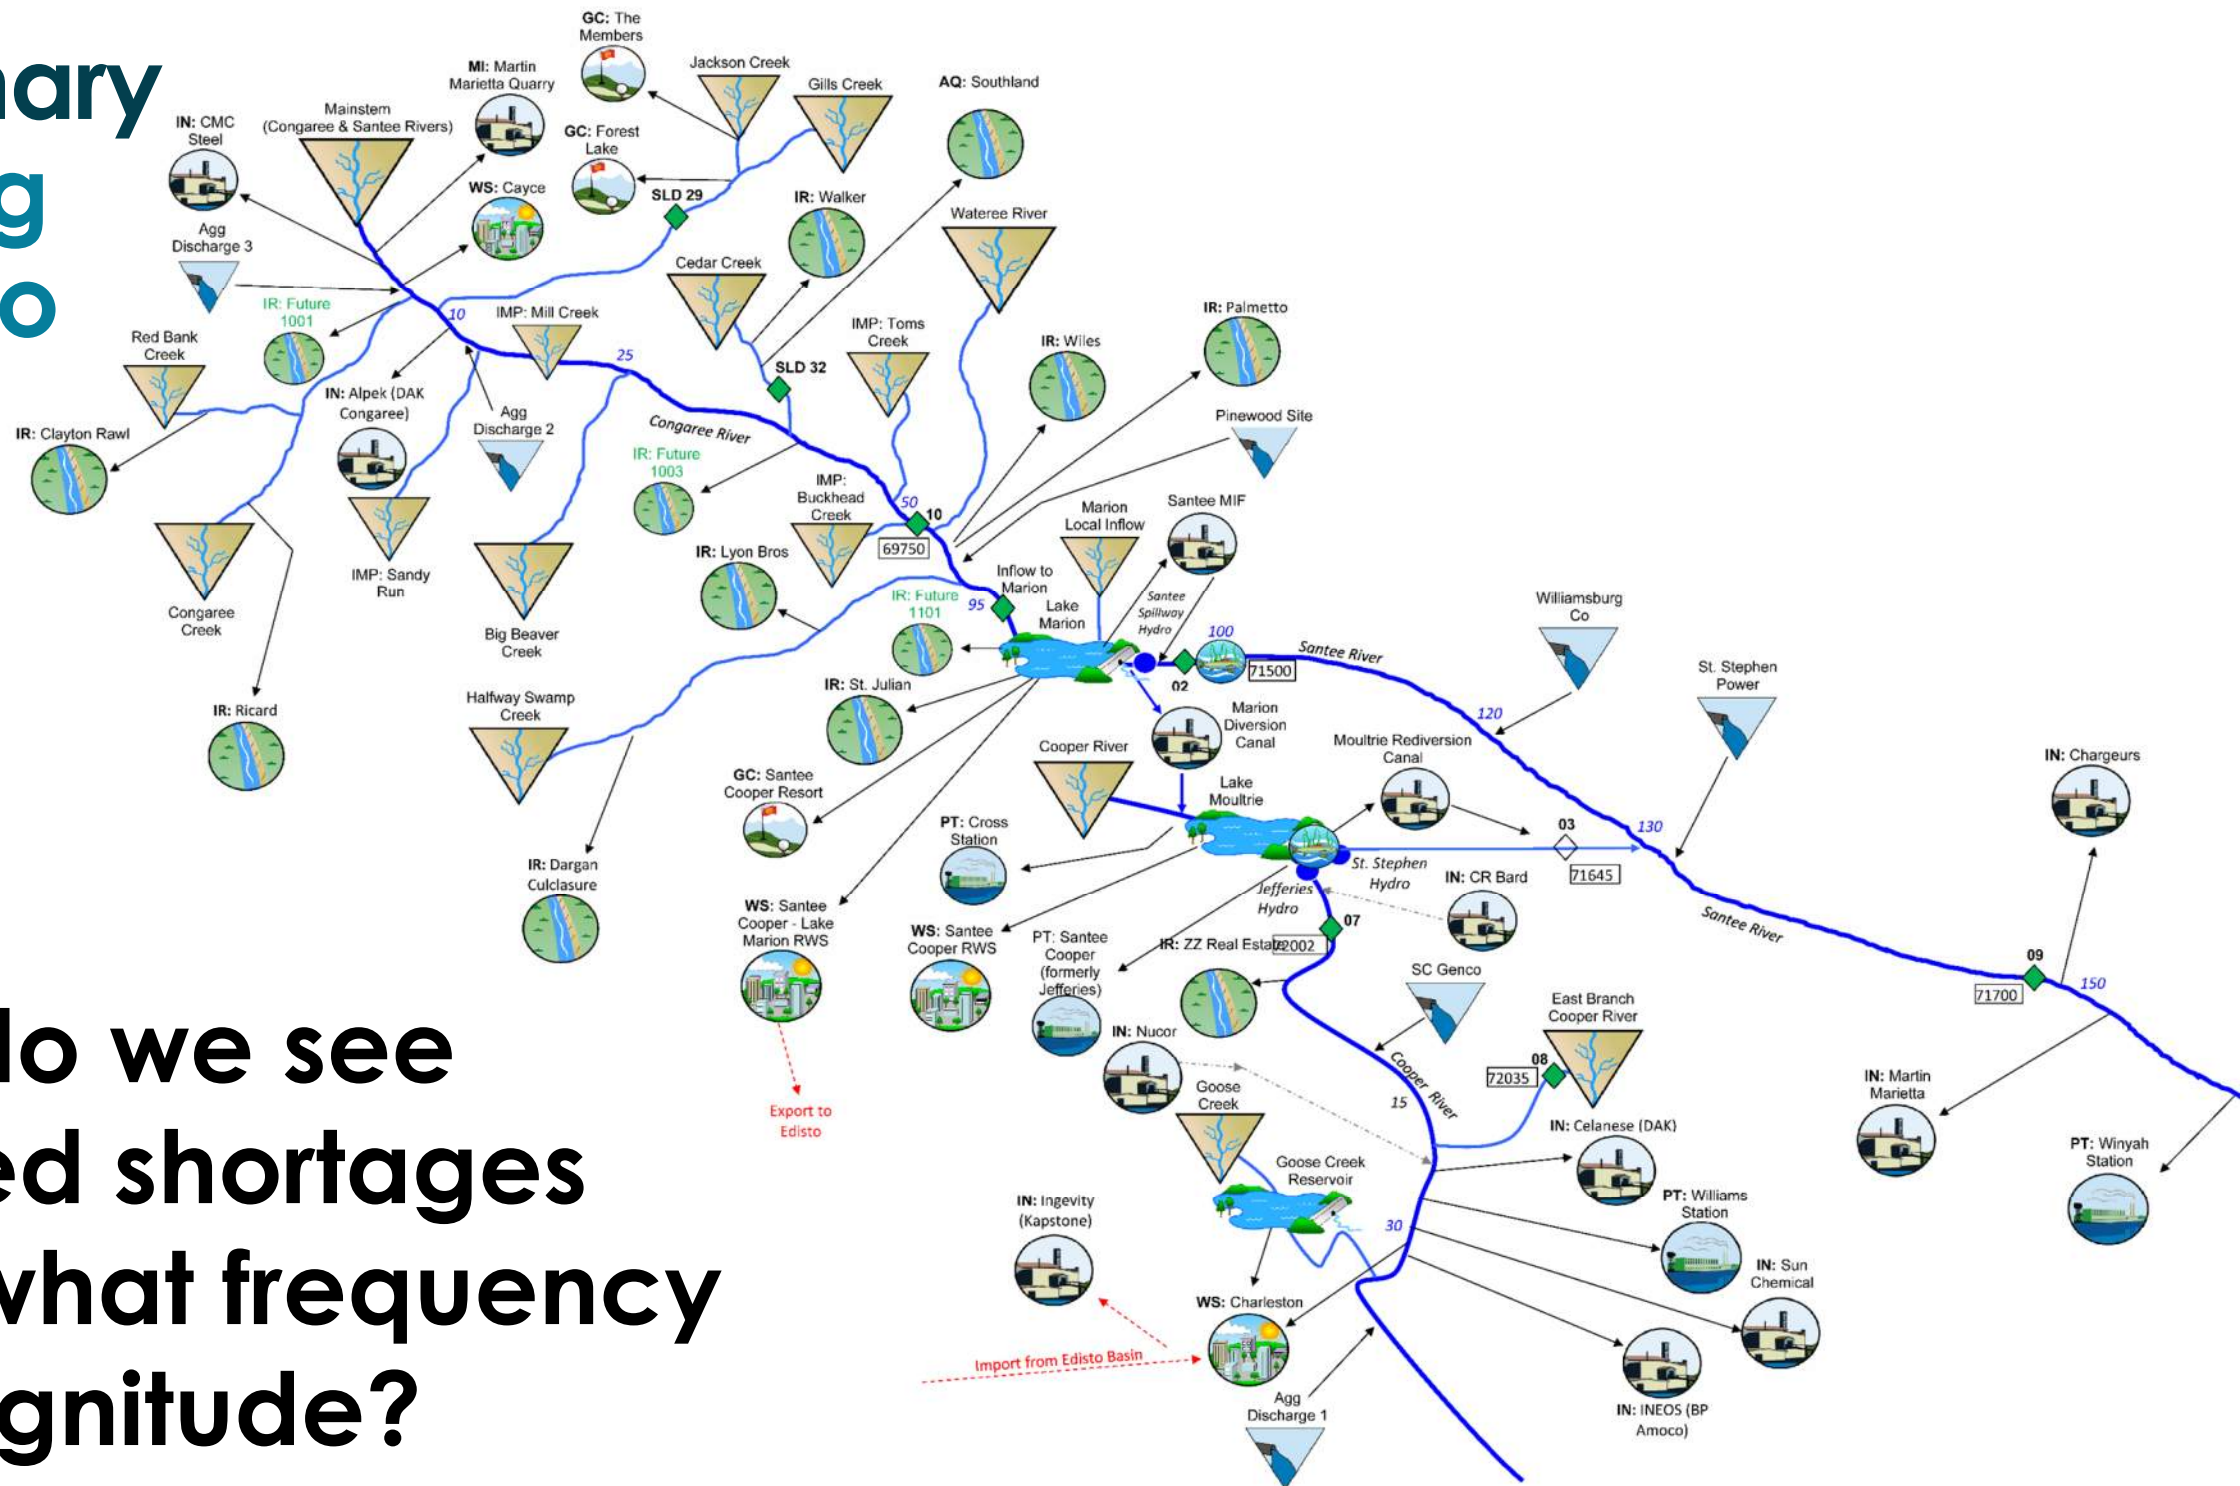 nary
g
o
lo we see
ed shortages
what frequency
gnitude?
GC: The
Members
MI: Martin
Marietta Quarry
Jackson Creek
Gills Creek
AQ: Southland
Mainstem
(Congaree & Santee Rivers)
IN: CMC
Steel
GC: Forest
Lake
WS: Cayce
SLD 29
IR: Walker
Wateree River
Agg
Discharge 3
Cedar Creek
IR: Future
1001
10
IMP: Mill Creek
IMP: Toms
Creek
IR: Palmetto
Red Bank
Creek
25
IR: Wiles
SLD 32
IN: Alpek (DAK
Congaree)
Agg
Discharge 2
Congaree River
Pinewood Site
IR: Clayton Rawl
IR: Future
1003
IMP:
Buckhead
Creek
50
10
69750
Marion
Local Inflow
Santee MIF
IR: Lyon Bros
Inflow to
Marion
IMP: Sandy
Run
IR: Future
1101
95
Lake
Marion
Santee
Spillway
Hydro
Congaree
Creek
Big Beaver
Creek
100
Santee River
Williamsburg
Co
71500
02
St. Stephen
Power
IR: St. Julian
IR: Ricard
Halfway Swamp
Creek
Marion
Diversion
Canal
120
Cooper River
Moultrie Rediversion
Canal
IN: Chargeurs
GC: Santee
Cooper Resort
Lake
Moultrie
PT: Cross
Station
03
130
St. Stephen
Hydro
71645
IR: Dargan
Culclasure
Jefferies
Hydro
IN: CR Bard
WS: Santee
Cooper - Lake
Marion RWS
WS: Santee
Cooper RWS
PT: Santee
Cooper
(formerly
Jefferies)
IR: ZZ Real Estate
72002
07
Santee River
09
71700
150
SC Genco
East Branch
Cooper River
IN: Nucor
08
72035
Cooper River
15
Goose
Creek
IN: Martin
Marietta
Export to
Edisto
IN: Celanese (DAK)
PT: Winyah
Station
Goose Creek
Reservoir
IN: Ingevity
(Kapstone)
30
PT: Williams
Station
IN: Sun
Chemical
WS: Charleston
Import from Edisto Basin
Agg
Discharge 1
IN: INEOS (BP
Amoco)